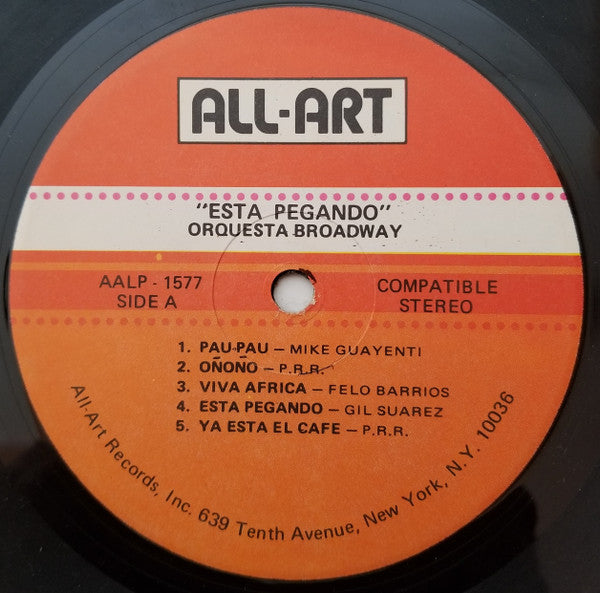 ALL-ART
"ESTA PEGANDO"
ORQUESTA BROADWAY
AALP - 1577
SIDE A
COMPATIBLE
STEREO
1. PAU PAU – MIKE GUAYENTI
2. OÑOÑO – P.R.R.
3. VIVA AFRICA – FELO BARRIOS
4. ESTA PEGANDO – GIL SUAREZ
5. YA ESTA EL CAFE – P.R.R.
All-Art Records, Inc. 639 Tenth Avenue, New York, N.Y. 10036